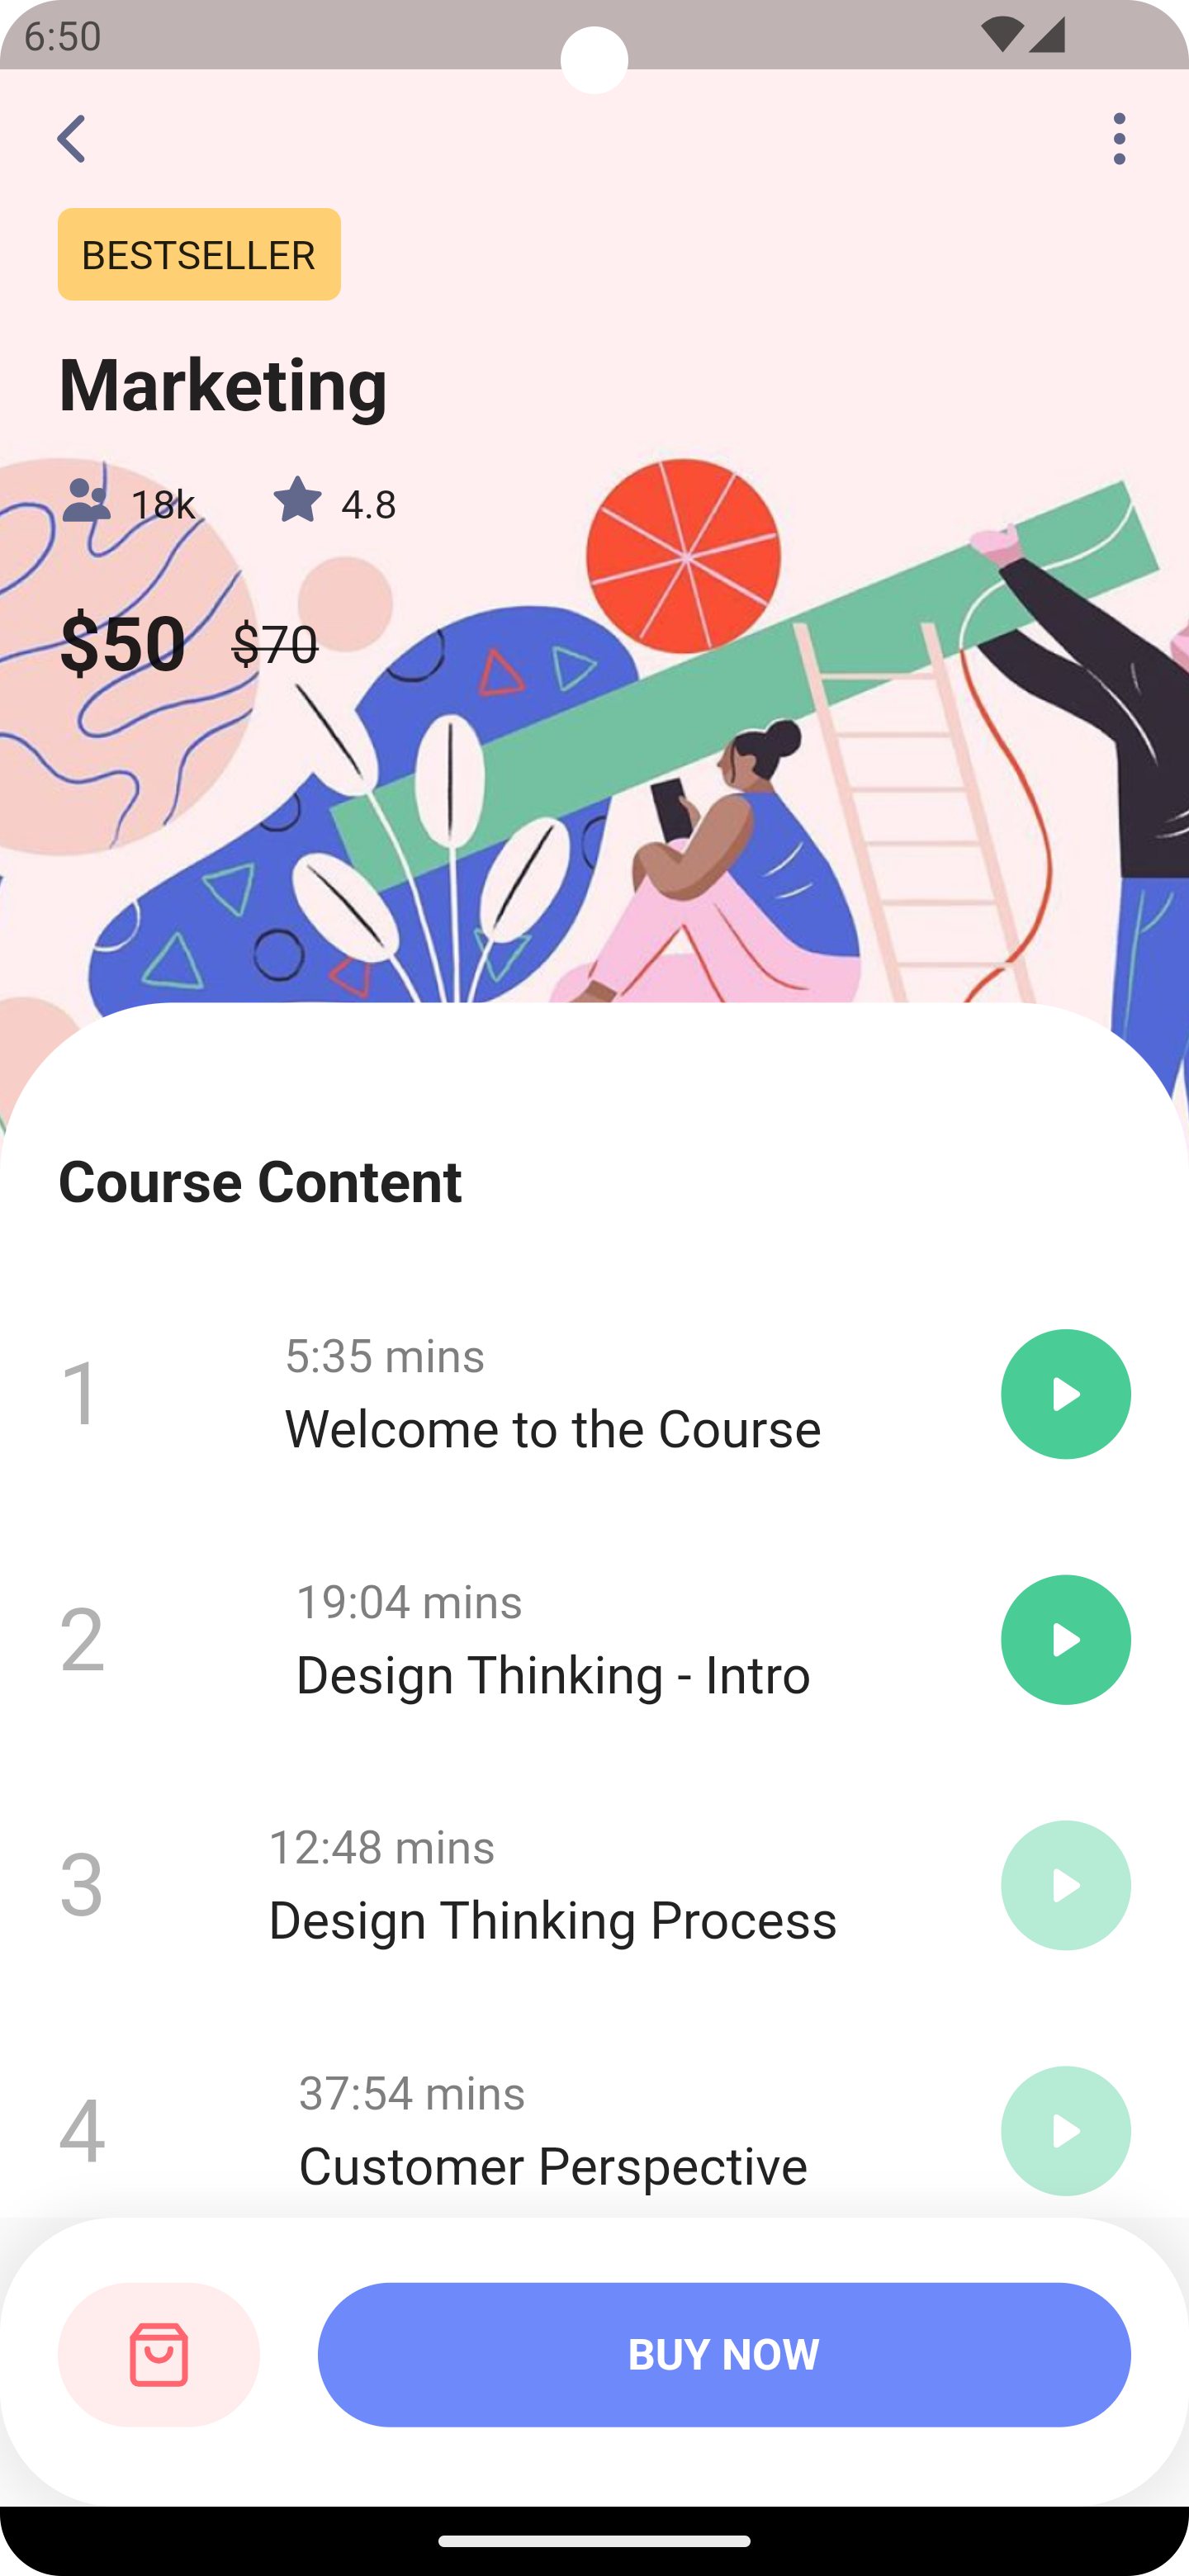 6:50
BESTSELLER
Marketing
18k 4.8
$50 $70
Course Content
1
5:35 mins
Welcome to the Course
2
19:04 mins
Design Thinking - Intro
3
12:48 mins
Design Thinking Process
4
37:54 mins
Customer Perspective
BUY NOW